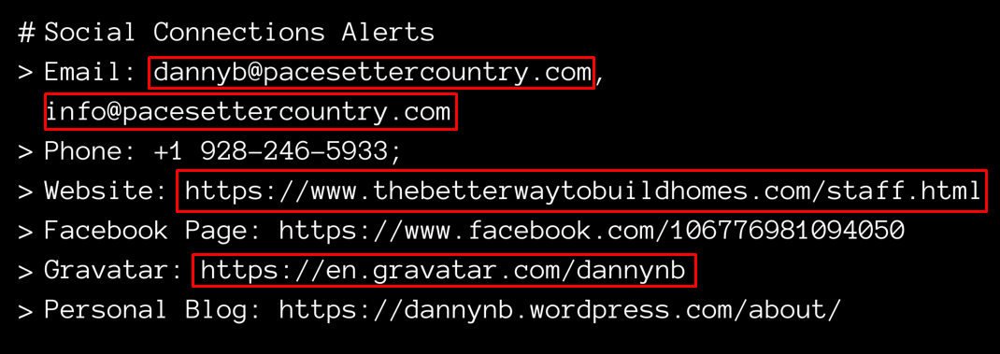 # Social Connections Alerts
> Email: dannyb@pacesettercountry.com,
info@pacesettercountry.com
> Phone: +1 928-246-5933;
> Website: https://www.thebetterwaytobuildhomes.com/staff.html
> Facebook Page: https://www.facebook.com/106776981094050
> Gravatar: https://en.gravatar.com/dannynb
> Personal Blog: https://dannynb.wordpress.com/about/